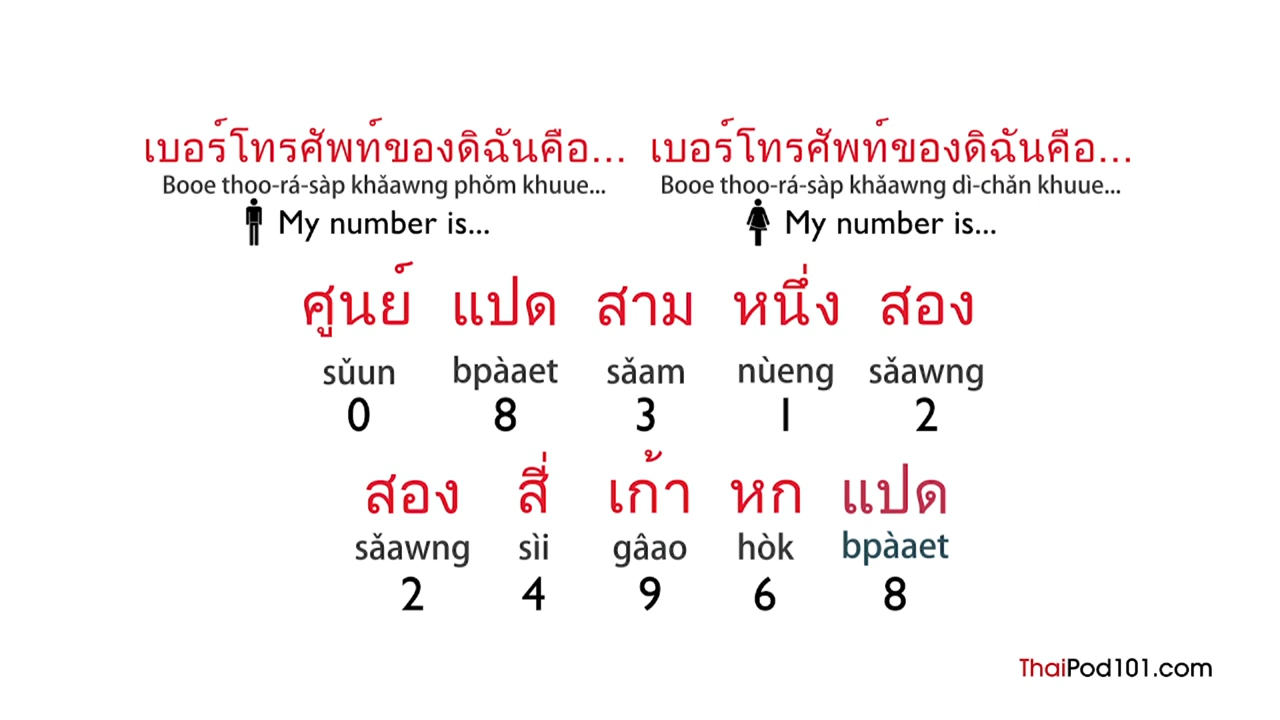 เบอร์โทรศัพท์ของดิฉันคือ... เบอร์โทรศัพท์ของดิฉันคือ...
Booe thoo-rá-sàp khǎawng phǒm khuue... Booe thoo-rá-sàp khǎawng dì-chǎn khuue...
My number is... My number is...
ศูนย์ แปด สาม หนึ่ง สอง
sǔun bpàaet sǎam nùeng sǎawng
0 8 3 1 2
สอง สี่ เก้า หก แปด
sǎawng sìi gâao hòk bpàaet
2 4 9 6 8
ThaiPod101.com